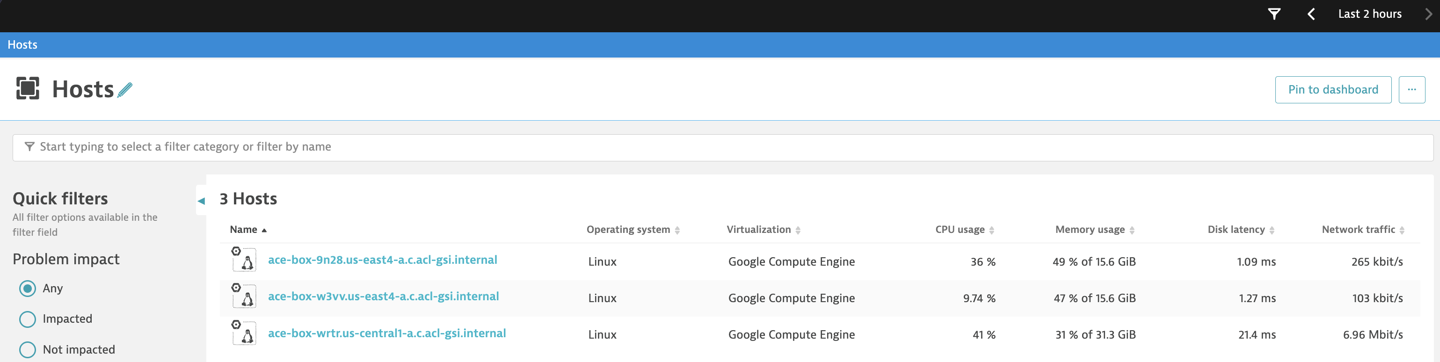 Last 2 hours
Hosts
Hosts
Pin to dashboard ...
Start typing to select a filter category or filter by name
Quick filters
All filter options available in the
filter field
Problem impact
Any
Impacted
Not impacted
3 Hosts
Name Operating system Virtualization CPU usage Memory usage Disk latency Network traffic
ace-box-9n28.us-east4-a.c.acl-gsi.internal Linux Google Compute Engine 36 % 49 % of 15.6 GiB 1.09 ms 265 kbit/s
ace-box-w3vv.us-east4-a.c.acl-gsi.internal Linux Google Compute Engine 9.74 % 47 % of 15.6 GiB 1.27 ms 103 kbit/s
ace-box-wrtr.us-central1-a.c.acl-gsi.internal Linux Google Compute Engine 41 % 31 % of 31.3 GiB 21.4 ms 6.96 Mbit/s